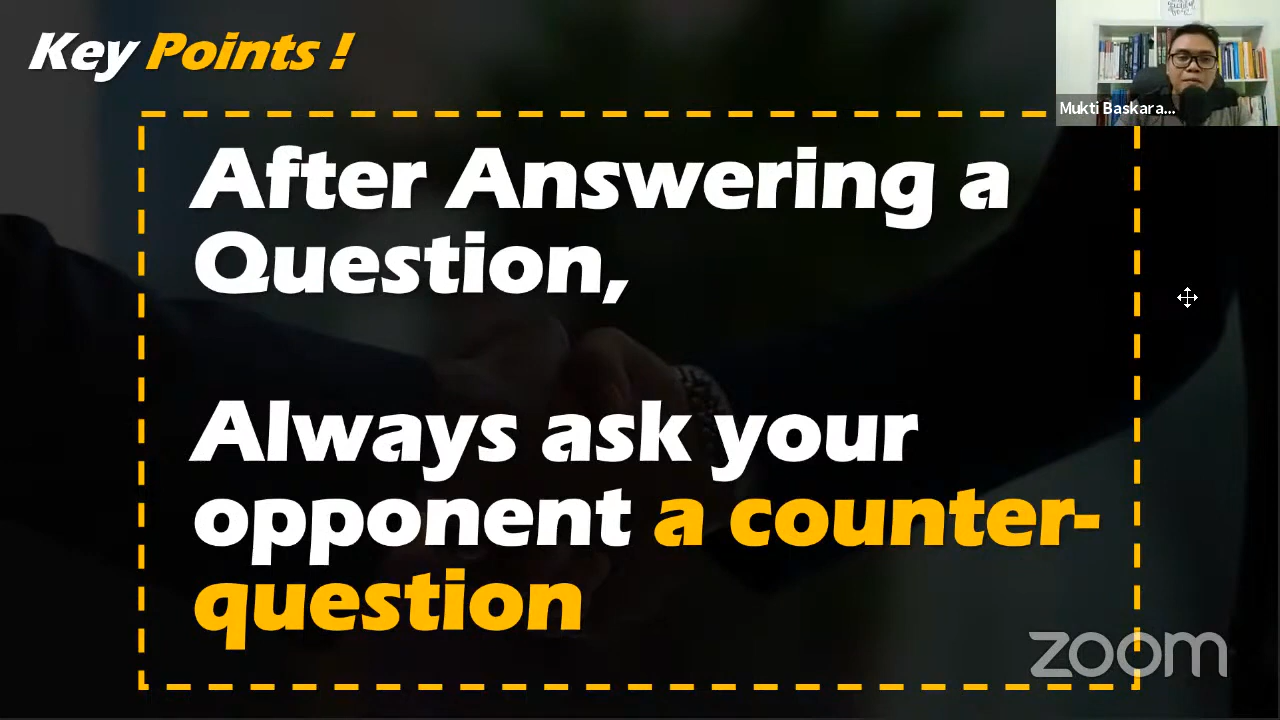 Key Points !
Mukti Baskara...
After Answering a
Question,
Always ask your
opponent a counter-
question
zoom